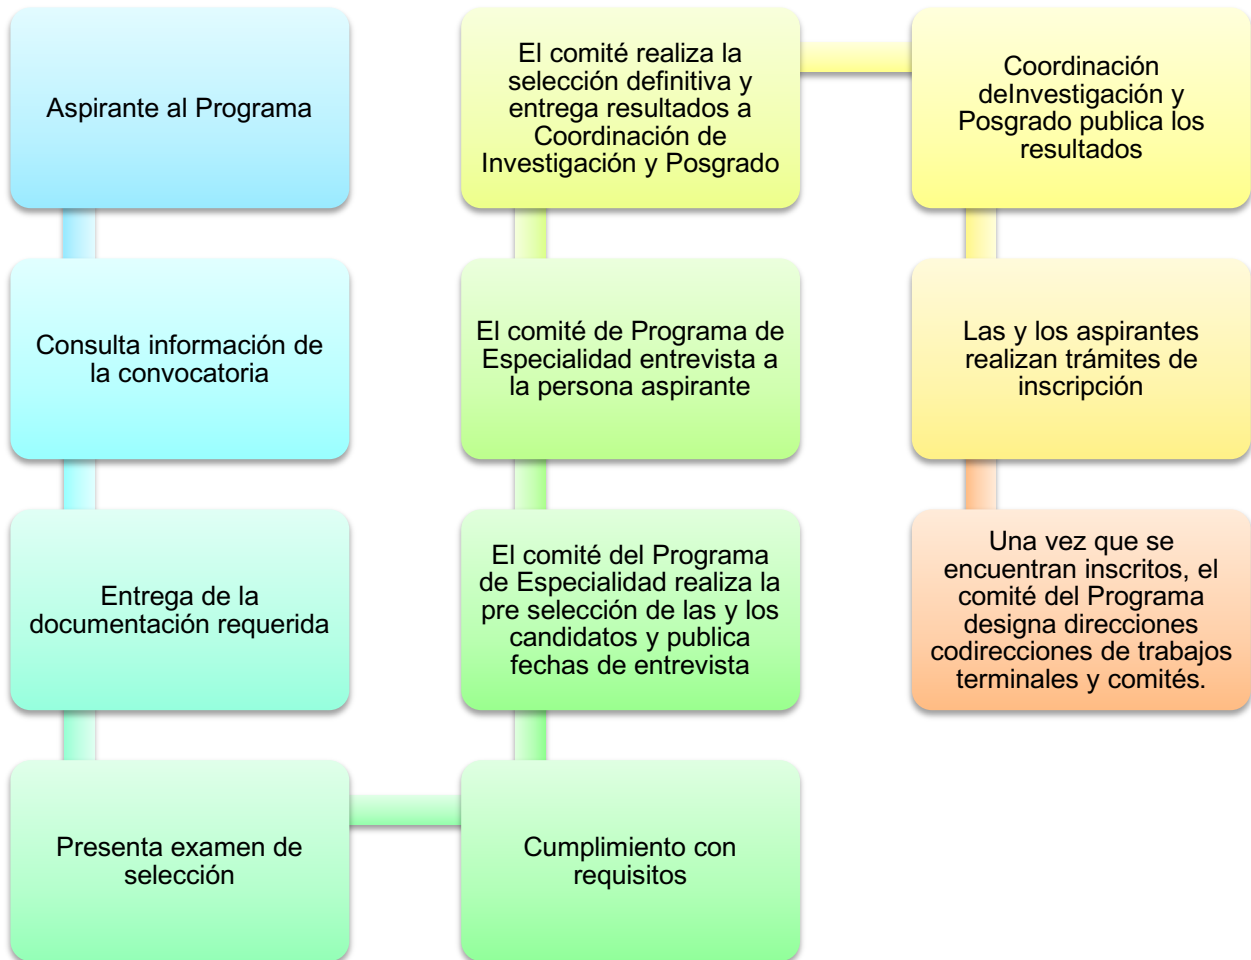 Aspirante al Programa
Consulta información de
la convocatoria
Entrega de la
documentación requerida
Presenta examen de
selección
Cumplimiento con
requisitos
El comité del Programa
de Especialidad realiza la
pre selección de las y los
candidatos y publica
fechas de entrevista
El comité de Programa de
Especialidad entrevista a
la persona aspirante
El comité realiza la
selección definitiva y
entrega resultados a
Coordinación de
Investigación y Posgrado
Coordinación
deInvestigación y
Posgrado publica los
resultados
Las y los aspirantes
realizan trámites de
inscripción
Una vez que se
encuentran inscritos, el
comité del Programa
designa direcciones
codirecciones de trabajos
terminales y comités.